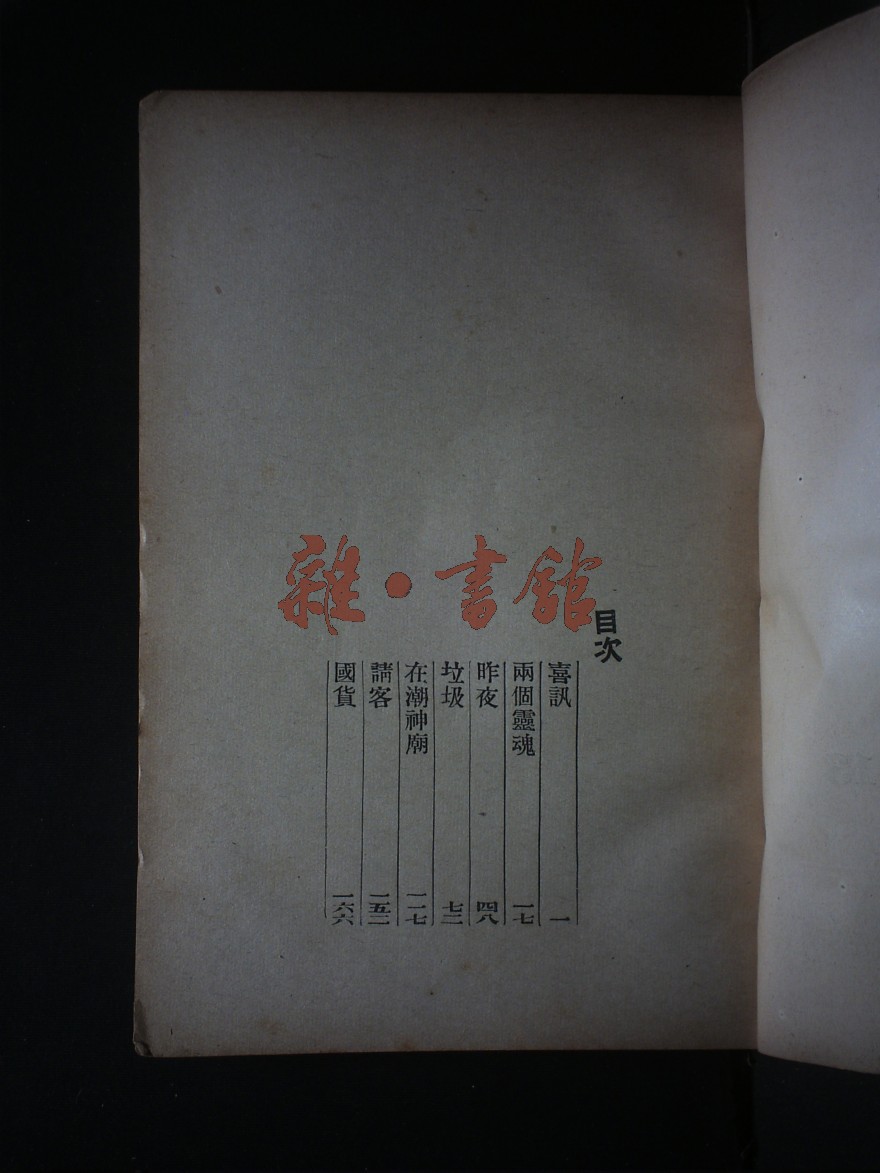 雜·書館
目次
喜訊 一
兩個靈魂 一七
昨夜 四八
垃圾 七二
在潮神廟 一一七
請客 一五二
國貨 一六六